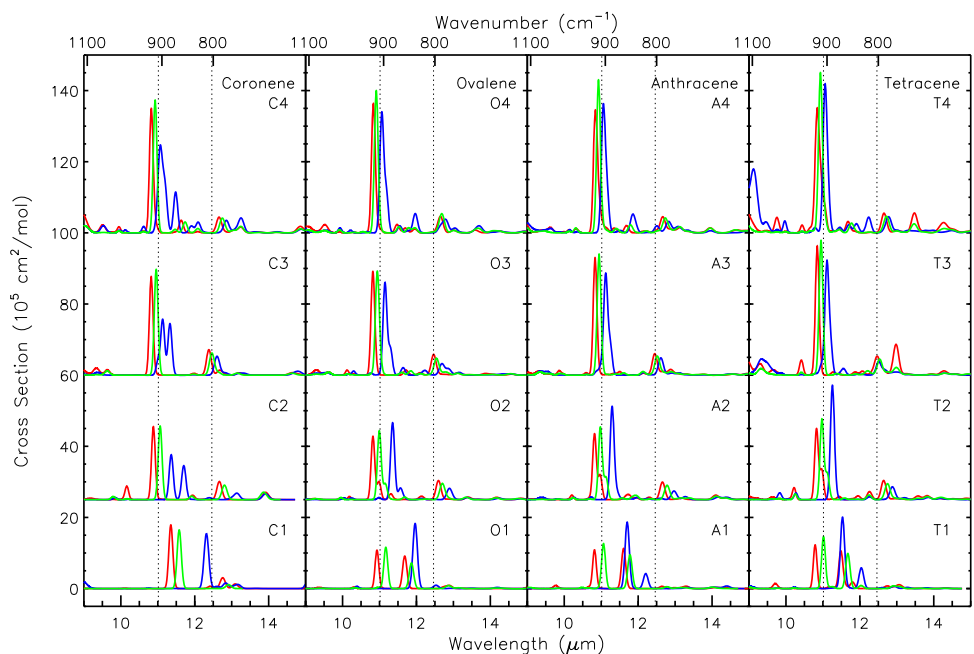 Wavenumber (cm⁻¹)
1100 900 800 1100 900 800 1100 900 800 1100 900 800
Coronene Ovalene Anthracene Tetracene
C4 O4 A4 T4
140
120
100
C3 O3 A3 T3
80
60
C2 O2 A2 T2
40
20
C1 O1 A1 T1
0
Cross Section (10⁵ cm²/mol)
10 12 14 10 12 14 10 12 14 10 12 14
Wavelength (μm)